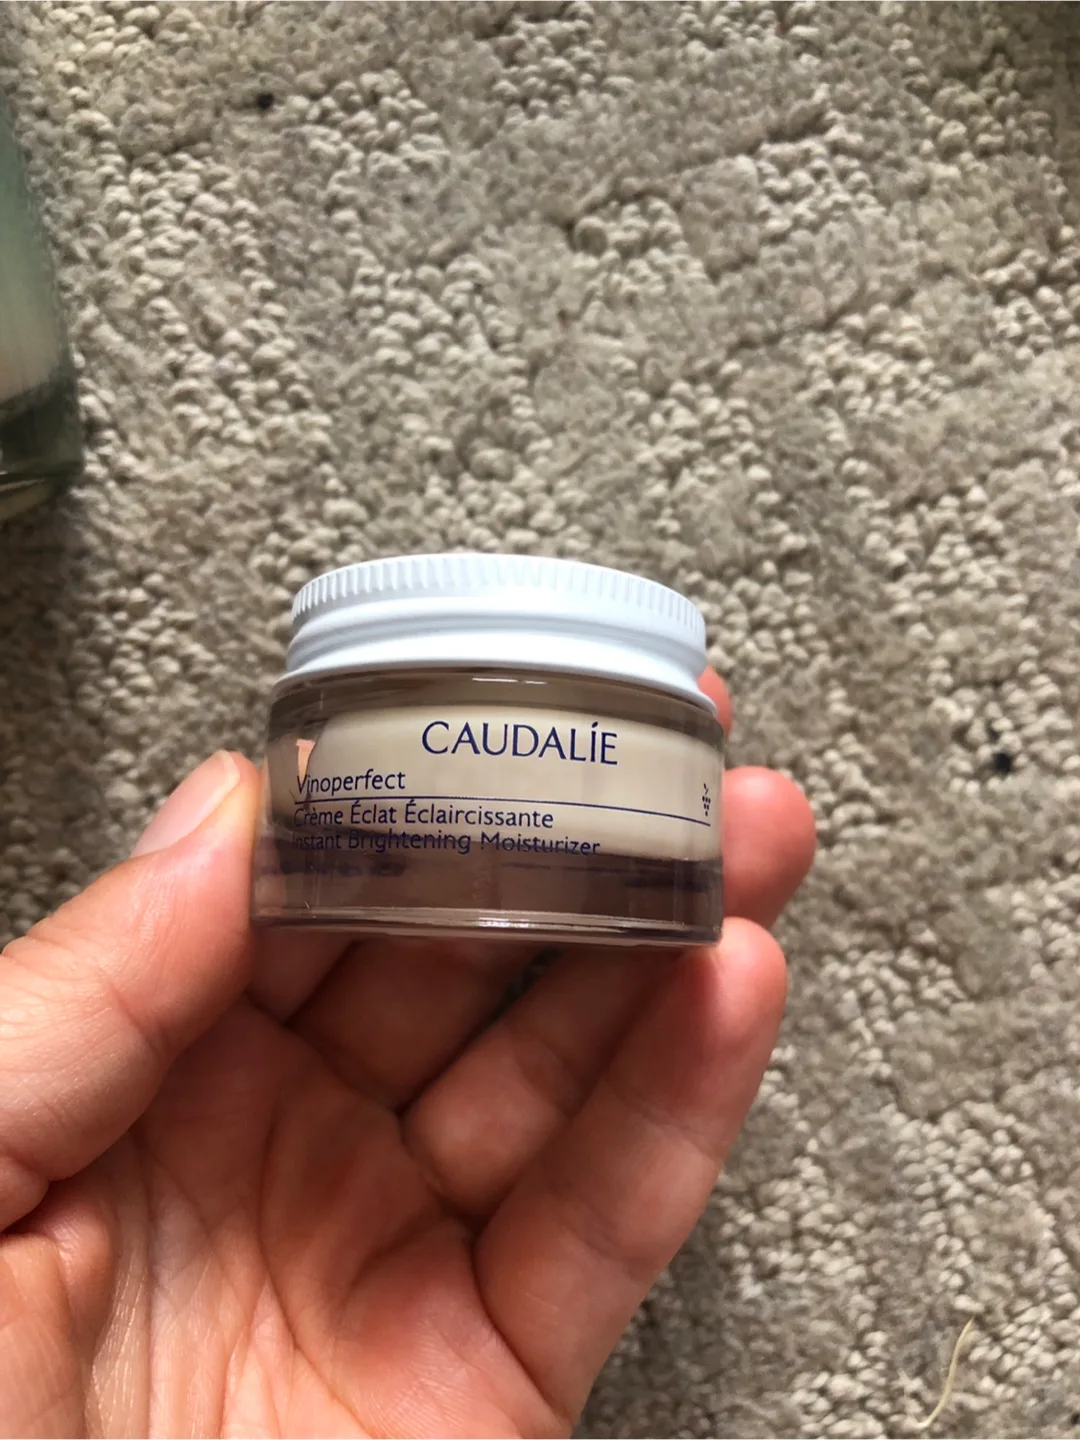 CAUDALÍE
Vinoperfect
Crème Éclat Éclaircissante
Instant Brightening Moisturizer